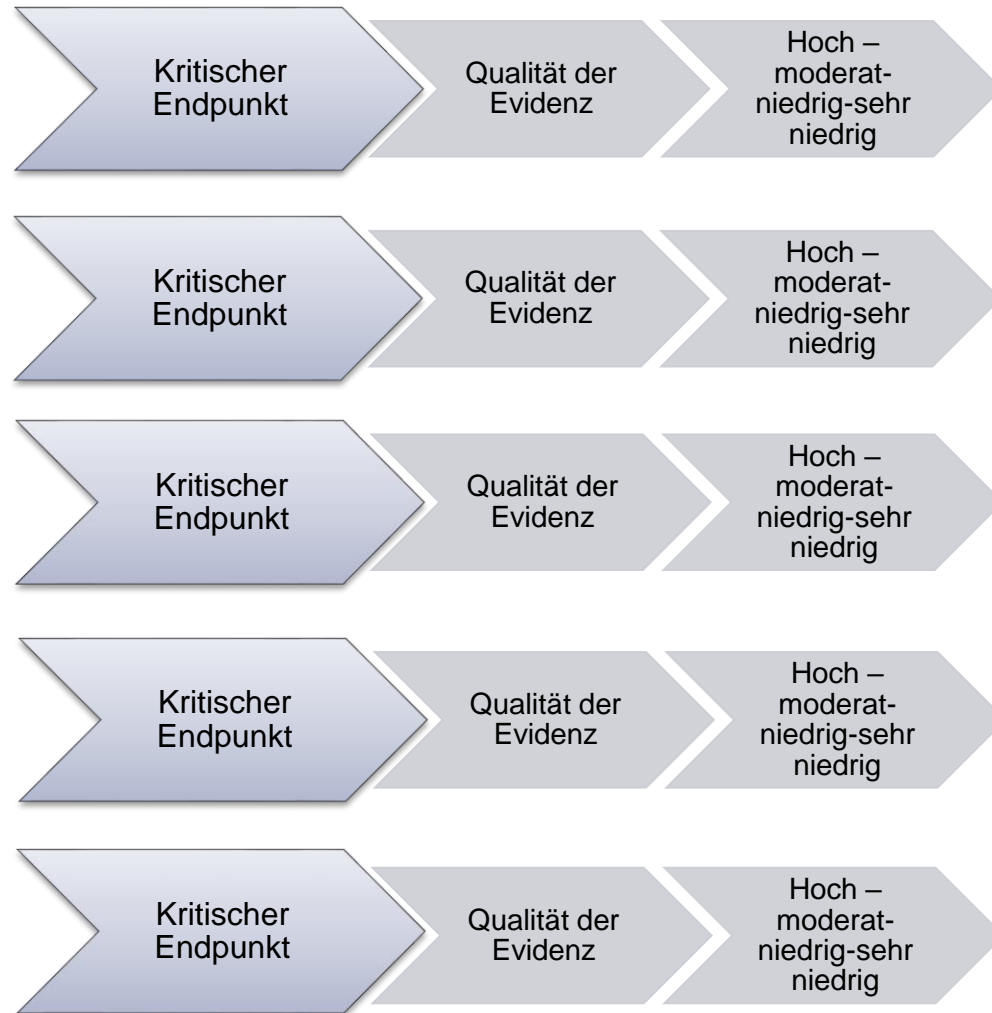 Kritischer
Endpunkt
Qualität der
Evidenz
Hoch –
moderat-
niedrig-sehr
niedrig
Kritischer
Endpunkt
Qualität der
Evidenz
Hoch –
moderat-
niedrig-sehr
niedrig
Kritischer
Endpunkt
Qualität der
Evidenz
Hoch –
moderat-
niedrig-sehr
niedrig
Kritischer
Endpunkt
Qualität der
Evidenz
Hoch –
moderat-
niedrig-sehr
niedrig
Kritischer
Endpunkt
Qualität der
Evidenz
Hoch –
moderat-
niedrig-sehr
niedrig